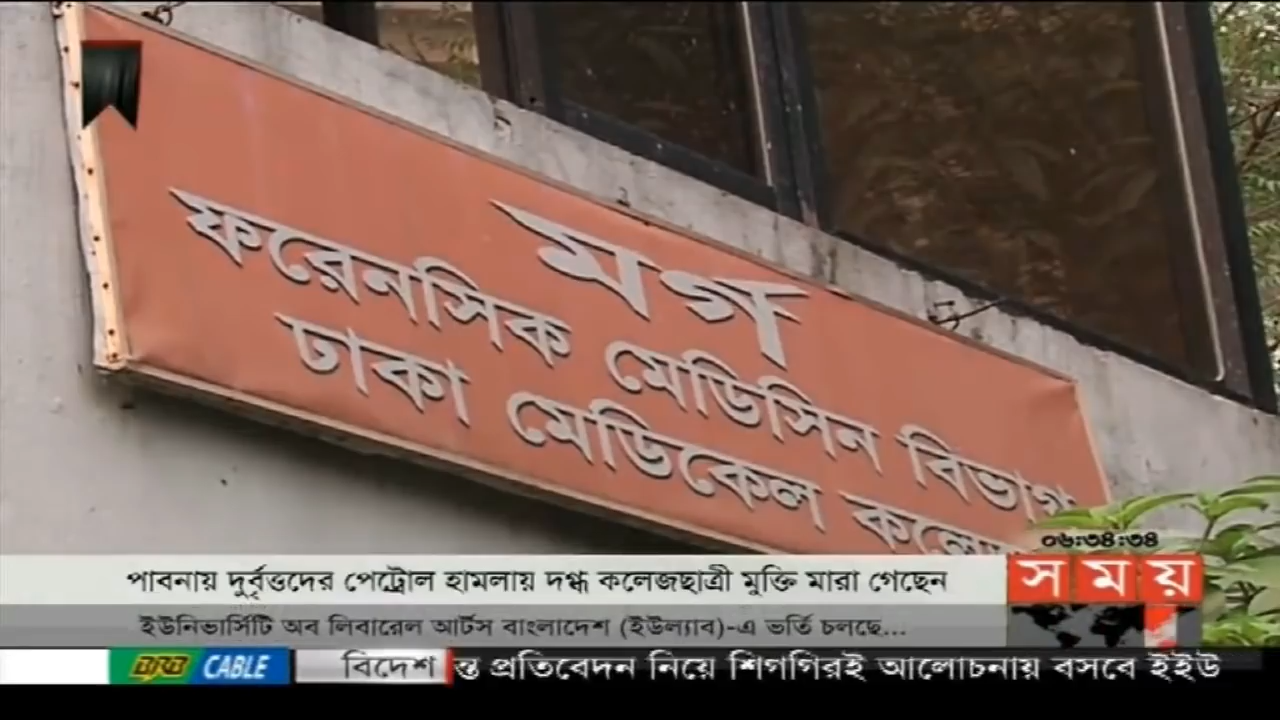 মর্গ
ফরেনসিক মেডিসিন বিভাগ
ঢাকা মেডিকেল
০৬:৩৪:৩৪
সময়
পাবনায় দুর্বৃত্তদের পেট্রোল হামলায় দগ্ধ কলেজছাত্রী মুক্তি মারা গেছেন
ইউনিভার্সিটি অব লিবারেল আর্টস বাংলাদেশ (ইউল্যাব)-এ ভর্তি চলছে...
CABLE
বিদেশ
প্রতিবেদন নিয়ে শিগগিরই আলোচনায় বসবে ইইউ